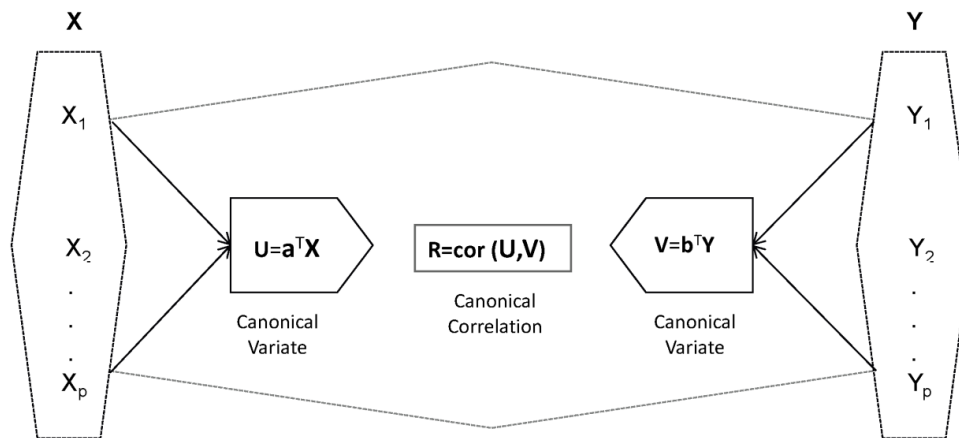 X Y
X1 Y1
X2 Y2
U=aᵀX R=cor (U,V) V=bᵀY
. .
. .
. .
Canonical Canonical Canonical
Variate Correlation Variate
Xp Yp